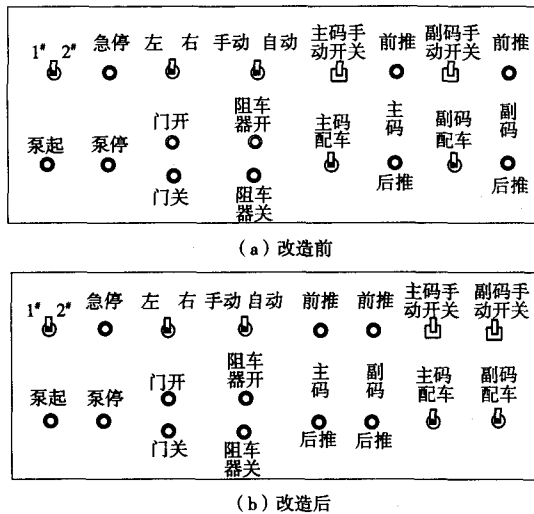 1# 2# 急停 左 右 手动 自动 主码手动开关 前推 副码手动开关 前推
泵起 泵停 门开 阻车器开 主码配车 主码 副码配车 副码
门关 阻车器关 后推 后推
(a)改造前
1# 2# 急停 左 右 手动 自动 前推 前推 主码手动开关 副码手动开关
泵起 泵停 门开 阻车器开 主码 副码 主码配车 副码配车
门关 阻车器关 后推 后推
(b)改造后